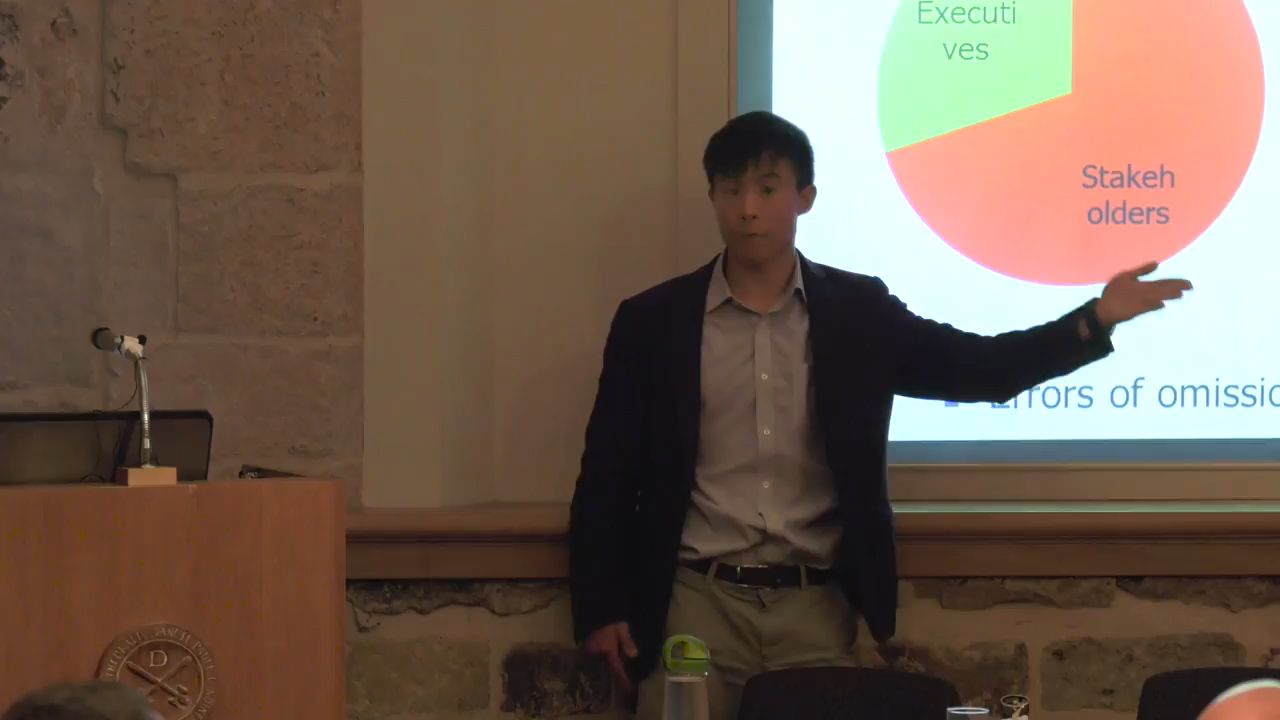 Executi
ves
Stakeh
olders
Errors of omissio
D